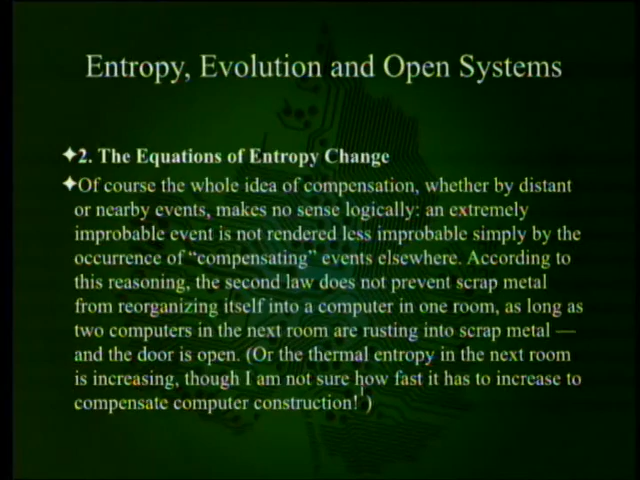 Entropy, Evolution and Open Systems
✦2. The Equations of Entropy Change
✦Of course the whole idea of compensation, whether by distant
or nearby events, makes no sense logically: an extremely
improbable event is not rendered less improbable simply by the
occurrence of “compensating” events elsewhere. According to
this reasoning, the second law does not prevent scrap metal
from reorganizing itself into a computer in one room, as long as
two computers in the next room are rusting into scrap metal —
and the door is open. (Or the thermal entropy in the next room
is increasing, though I am not sure how fast it has to increase to
compensate computer construction! )